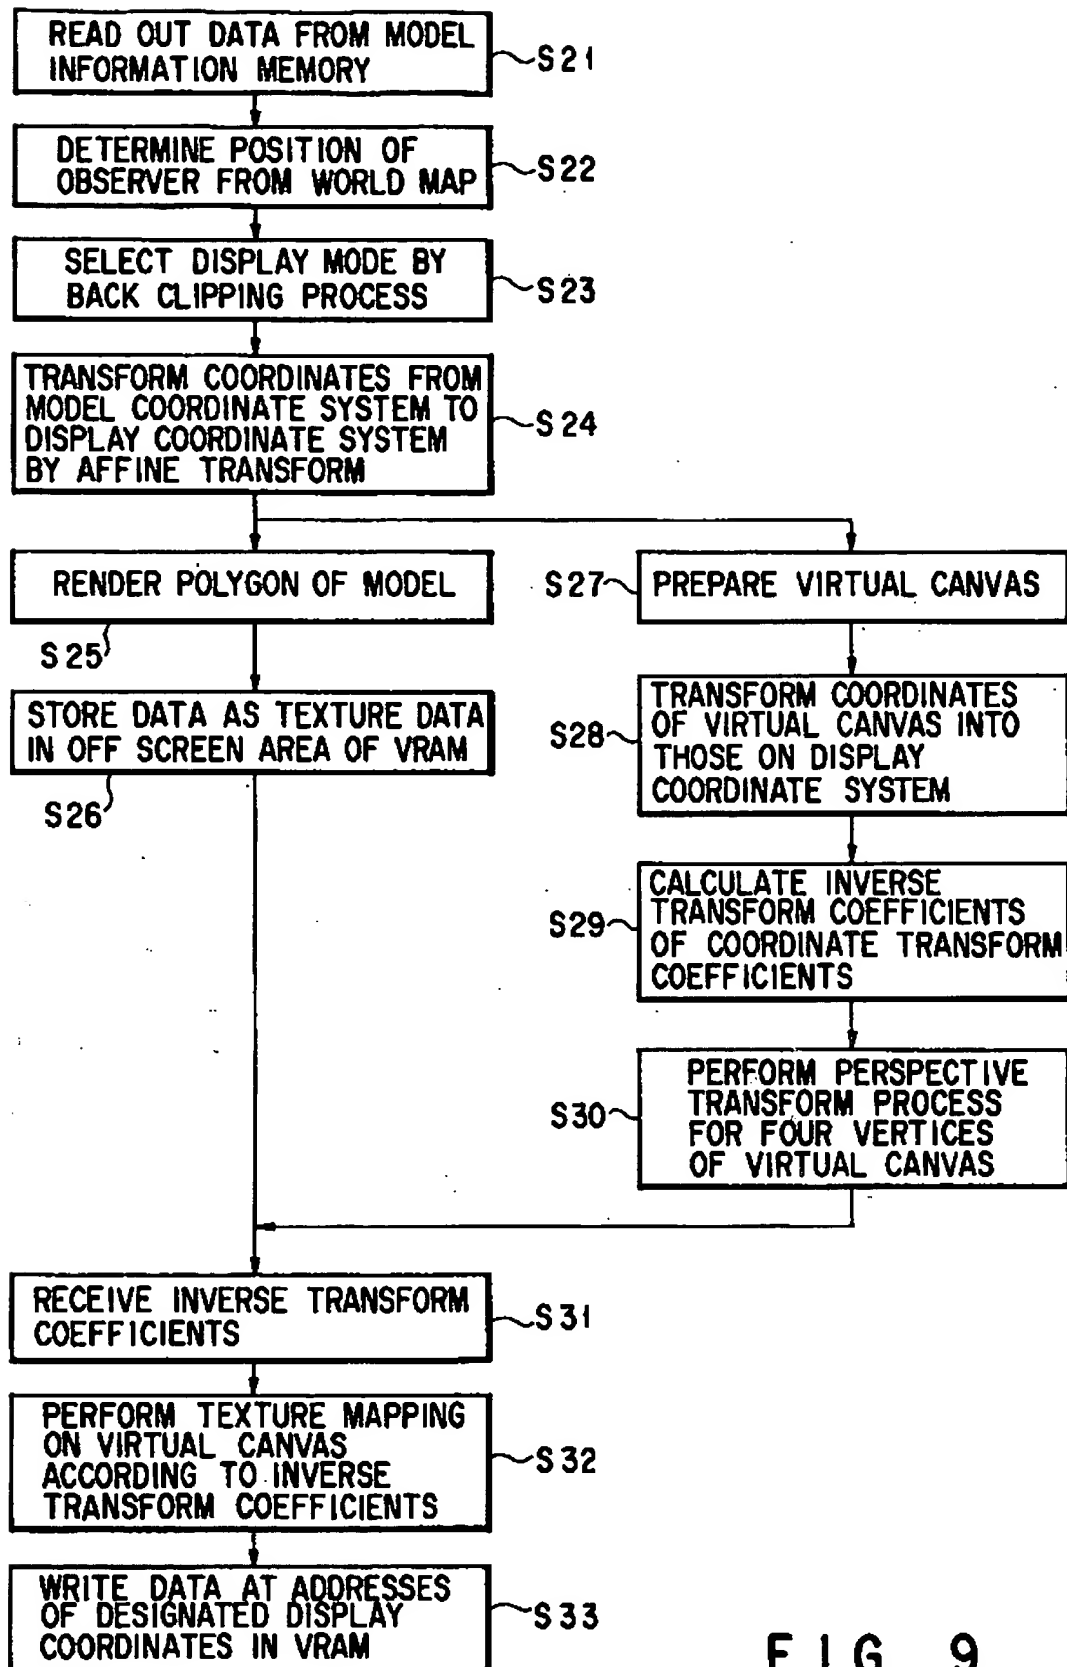 READ OUT DATA FROM MODEL
INFORMATION MEMORY
S21
DETERMINE POSITION OF
OBSERVER FROM WORLD MAP
S22
SELECT DISPLAY MODE BY
BACK CLIPPING PROCESS
S23
TRANSFORM COORDINATES FROM
MODEL COORDINATE SYSTEM TO
DISPLAY COORDINATE SYSTEM
BY AFFINE TRANSFORM
S24
RENDER POLYGON OF MODEL
S25
STORE DATA AS TEXTURE DATA
IN OFF SCREEN AREA OF VRAM
S26
S27
PREPARE VIRTUAL CANVAS
S28
TRANSFORM COORDINATES
OF VIRTUAL CANVAS INTO
THOSE ON DISPLAY
COORDINATE SYSTEM
S29
CALCULATE INVERSE
TRANSFORM COEFFICIENTS
OF COORDINATE TRANSFORM
COEFFICIENTS
S30
PERFORM PERSPECTIVE
TRANSFORM PROCESS
FOR FOUR VERTICES
OF VIRTUAL CANVAS
RECEIVE INVERSE TRANSFORM
COEFFICIENTS
S31
PERFORM TEXTURE MAPPING
ON VIRTUAL CANVAS
ACCORDING TO INVERSE
TRANSFORM COEFFICIENTS
S32
WRITE DATA AT ADDRESSES
OF DESIGNATED DISPLAY
COORDINATES IN VRAM
S33
FIG. 9